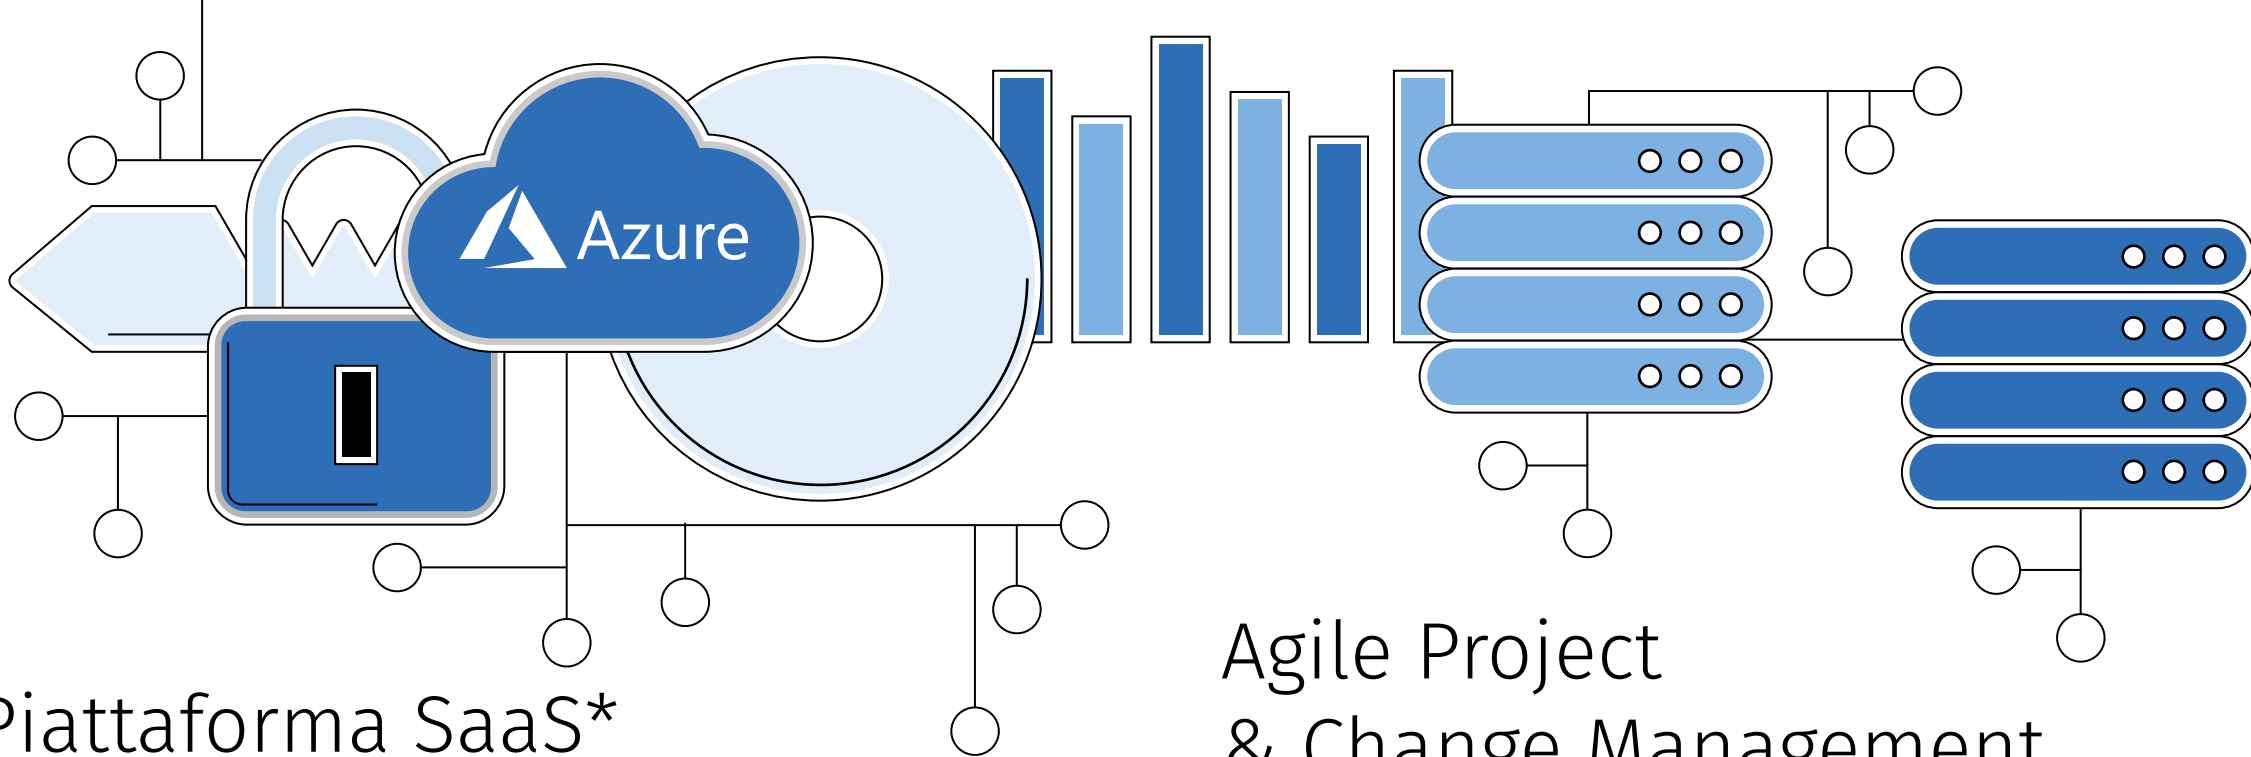 Azure
Piattaforma SaaS*
Agile Project
& Change Management